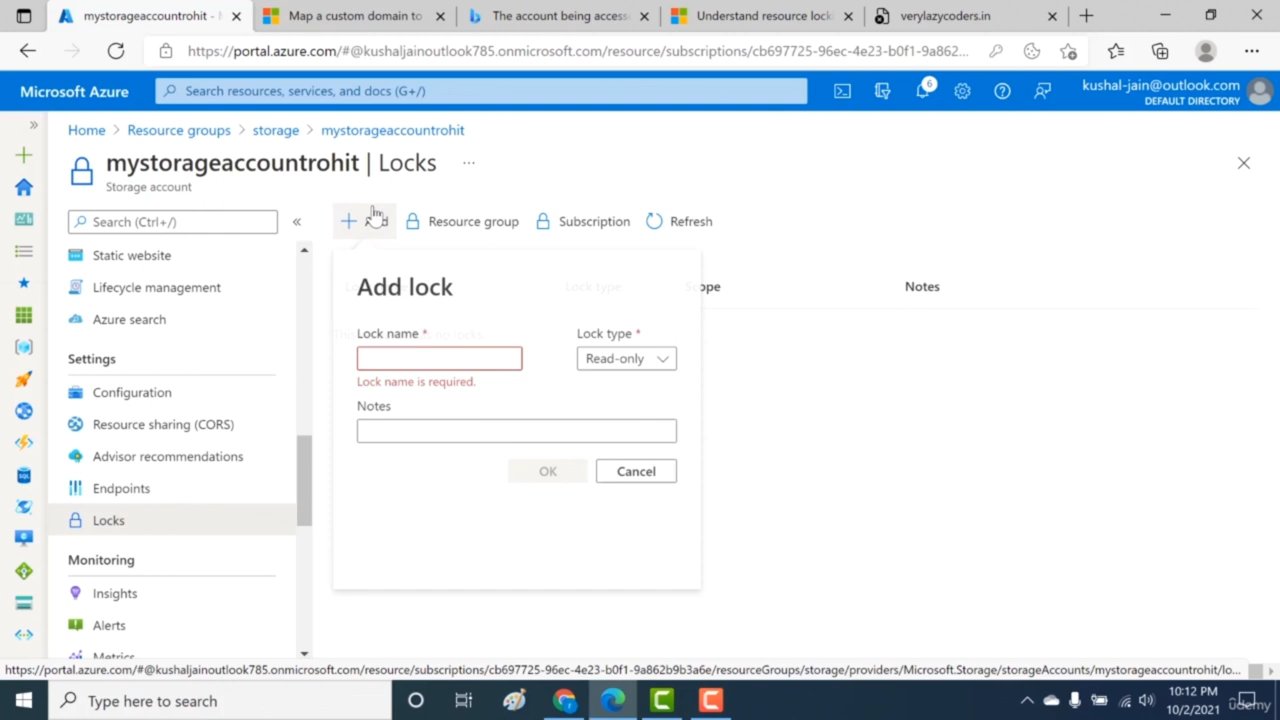 mystorageaccountrohit -
Map a custom domain to
The account being access
Understand resource lock
verylazycoders.in
https://portal.azure.com/#@kushaljainoutlook785.onmicrosoft.com/resource/subscriptions/cb697725-96ec-4e23-b0f1-9a862...
Microsoft Azure
Search resources, services, and docs (G+/)
6
kushal-jain@outlook.com
DEFAULT DIRECTORY
Home > Resource groups > storage > mystorageaccountrohit
mystorageaccountrohit | Locks ...
Storage account
Search (Ctrl+/)
«
Add
Resource group
Subscription
Refresh
Static website
Lifecycle management
Azure search
Settings
Configuration
Resource sharing (CORS)
Advisor recommendations
Endpoints
Locks
Monitoring
Insights
Alerts
Metrics
Lock type
Scope
Notes
Add lock
Lock name *
Lock type *
Read-only
Lock name is required.
Notes
OK
Cancel
https://portal.azure.com/#@kushaljainoutlook785.onmicrosoft.com/resource/subscriptions/cb697725-96ec-4e23-b0f1-9a862b9b3a6e/resourceGroups/storage/providers/Microsoft.Storage/storageAccounts/mystorageaccountrohit/lo...
Type here to search
10:12 PM
10/2/2021
udemy